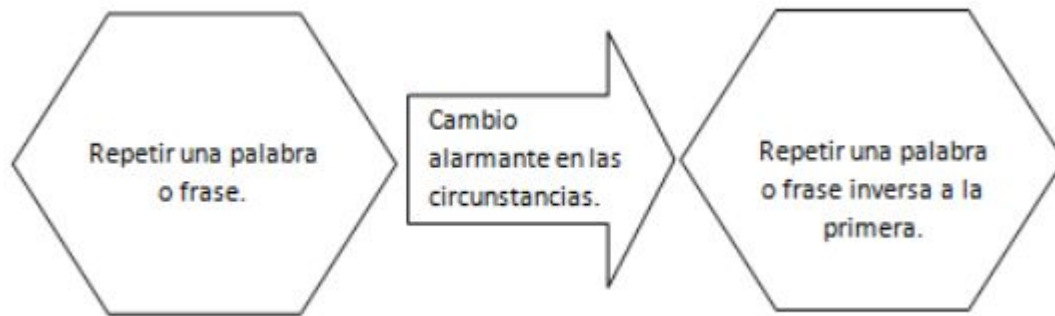 Repetir una palabra
o frase.
Cambio
alarmante en las
circunstancias.
Repetir una palabra
o frase inversa a la
primera.